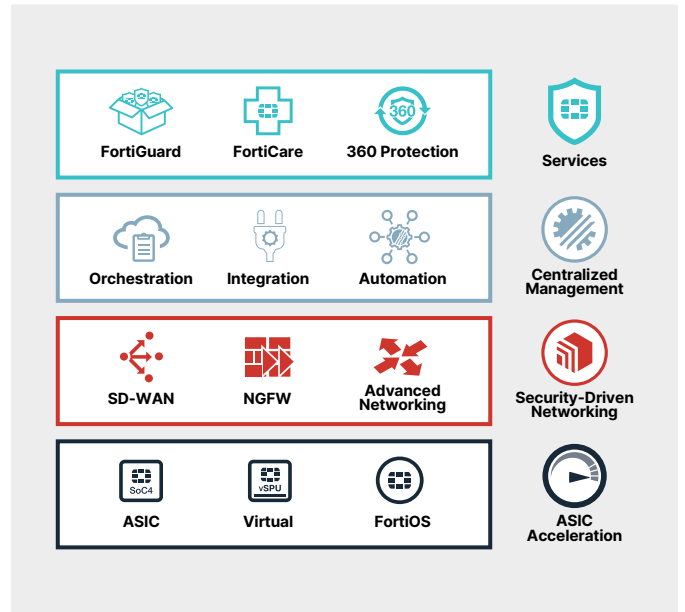 360
FortiGuard
FortiCare
360 Protection
Services
Orchestration
Integration
Automation
Centralized
Management
SD-WAN
NGFW
Advanced
Networking
Security-Driven
Networking
SoC4
vSPU
ASIC
Virtual
FortiOS
ASIC
Acceleration